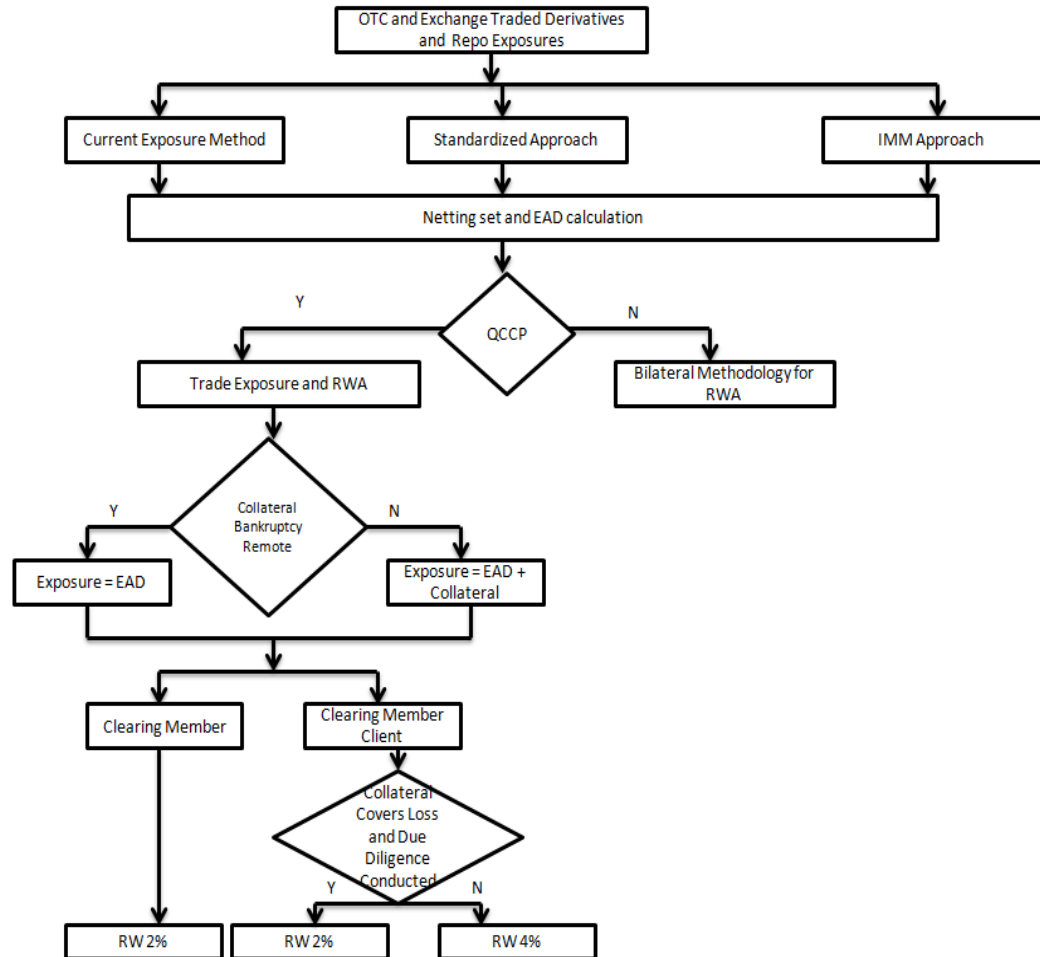 OTC and Exchange Traded Derivatives
and Repo Exposures
Current Exposure Method
Standardized Approach
IMM Approach
Netting set and EAD calculation
Y
QCCP
N
Trade Exposure and RWA
Bilateral Methodology for
RWA
Y
Collateral
Bankruptcy
Remote
N
Exposure = EAD
Exposure = EAD +
Collateral
Clearing Member
Clearing Member
Client
Collateral
Covers Loss
and Due
Diligence
Conducted
Y
N
RW 2%
RW 2%
RW 4%